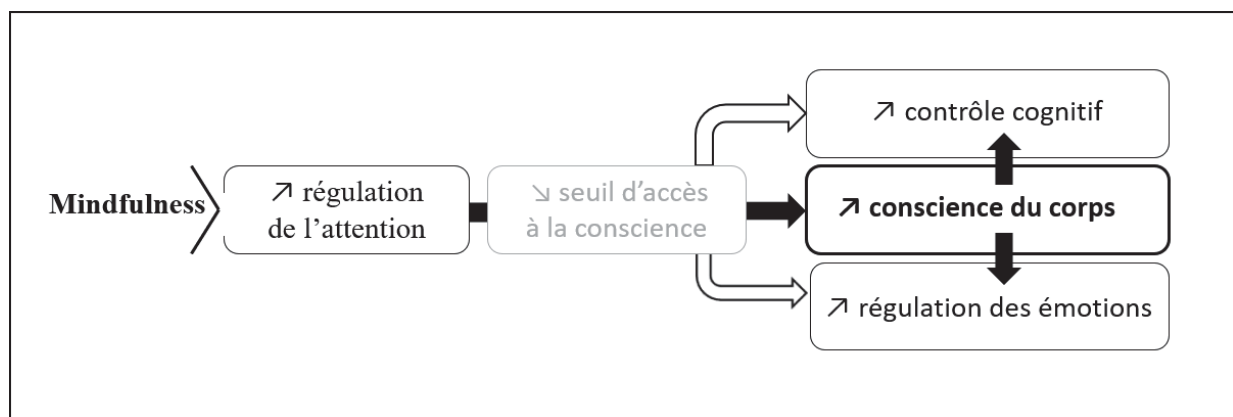 ↗ contrôle cognitif
Mindfulness
↗ régulation
de l’attention
↘ seuil d’accès
à la conscience
↗ conscience du corps
↗ régulation des émotions